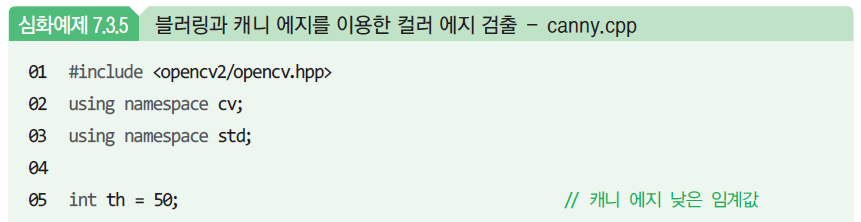 심화예제 7.3.5 블러링과 캐니 에지를 이용한 컬러 에지 검출 - canny.cpp
01 #include <opencv2/opencv.hpp>
02 using namespace cv;
03 using namespace std;
04
05 int th = 50; // 캐니 에지 낮은 임계값